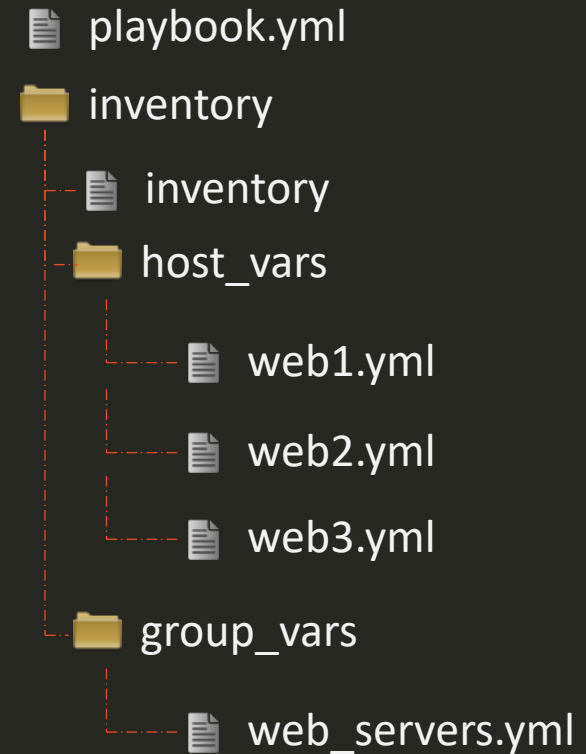 playbook.yml
inventory
inventory
host_vars
web1.yml
web2.yml
web3.yml
group_vars
web_servers.yml